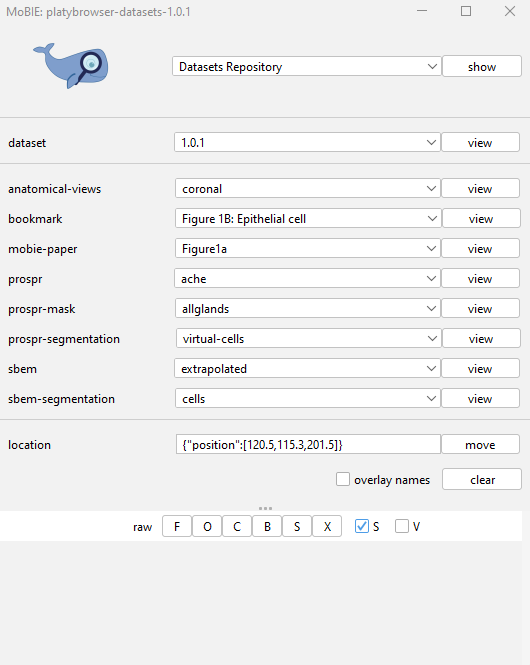 MoBIE: platybrowser-datasets-1.0.1
Datasets Repository show
dataset 1.0.1 view
anatomical-views coronal view
bookmark Figure 1B: Epithelial cell view
mobie-paper Figure1a view
prospr ache view
prospr-mask allglands view
prospr-segmentation virtual-cells view
sbem extrapolated view
sbem-segmentation cells view
location {"position":[120.5,115.3,201.5]} move
overlay names clear
raw F O C B S X S V